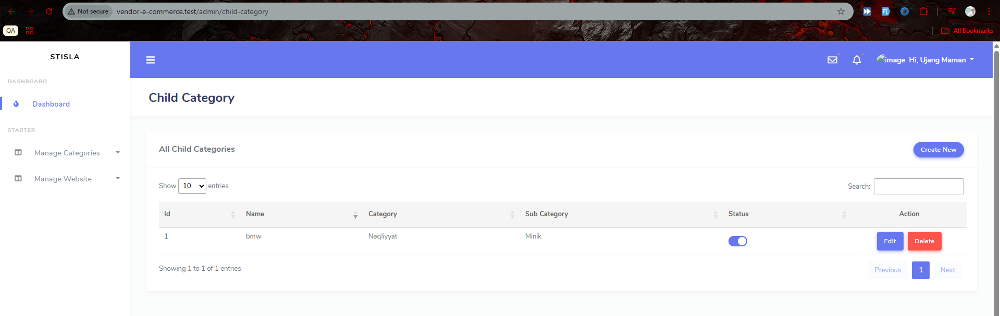 Not secure vendor-e-commerce.test/admin/child-category
QA All Bookmarks
STISLA
DASHBOARD
Dashboard
STARTER
Manage Categories
Manage Website
image Hi, Ujang Maman
Child Category
All Child Categories Create New
Show 10 entries Search:
Id Name Category Sub Category Status Action
1 bmw Nəqliyyat Minik Edit Delete
Showing 1 to 1 of 1 entries Previous 1 Next